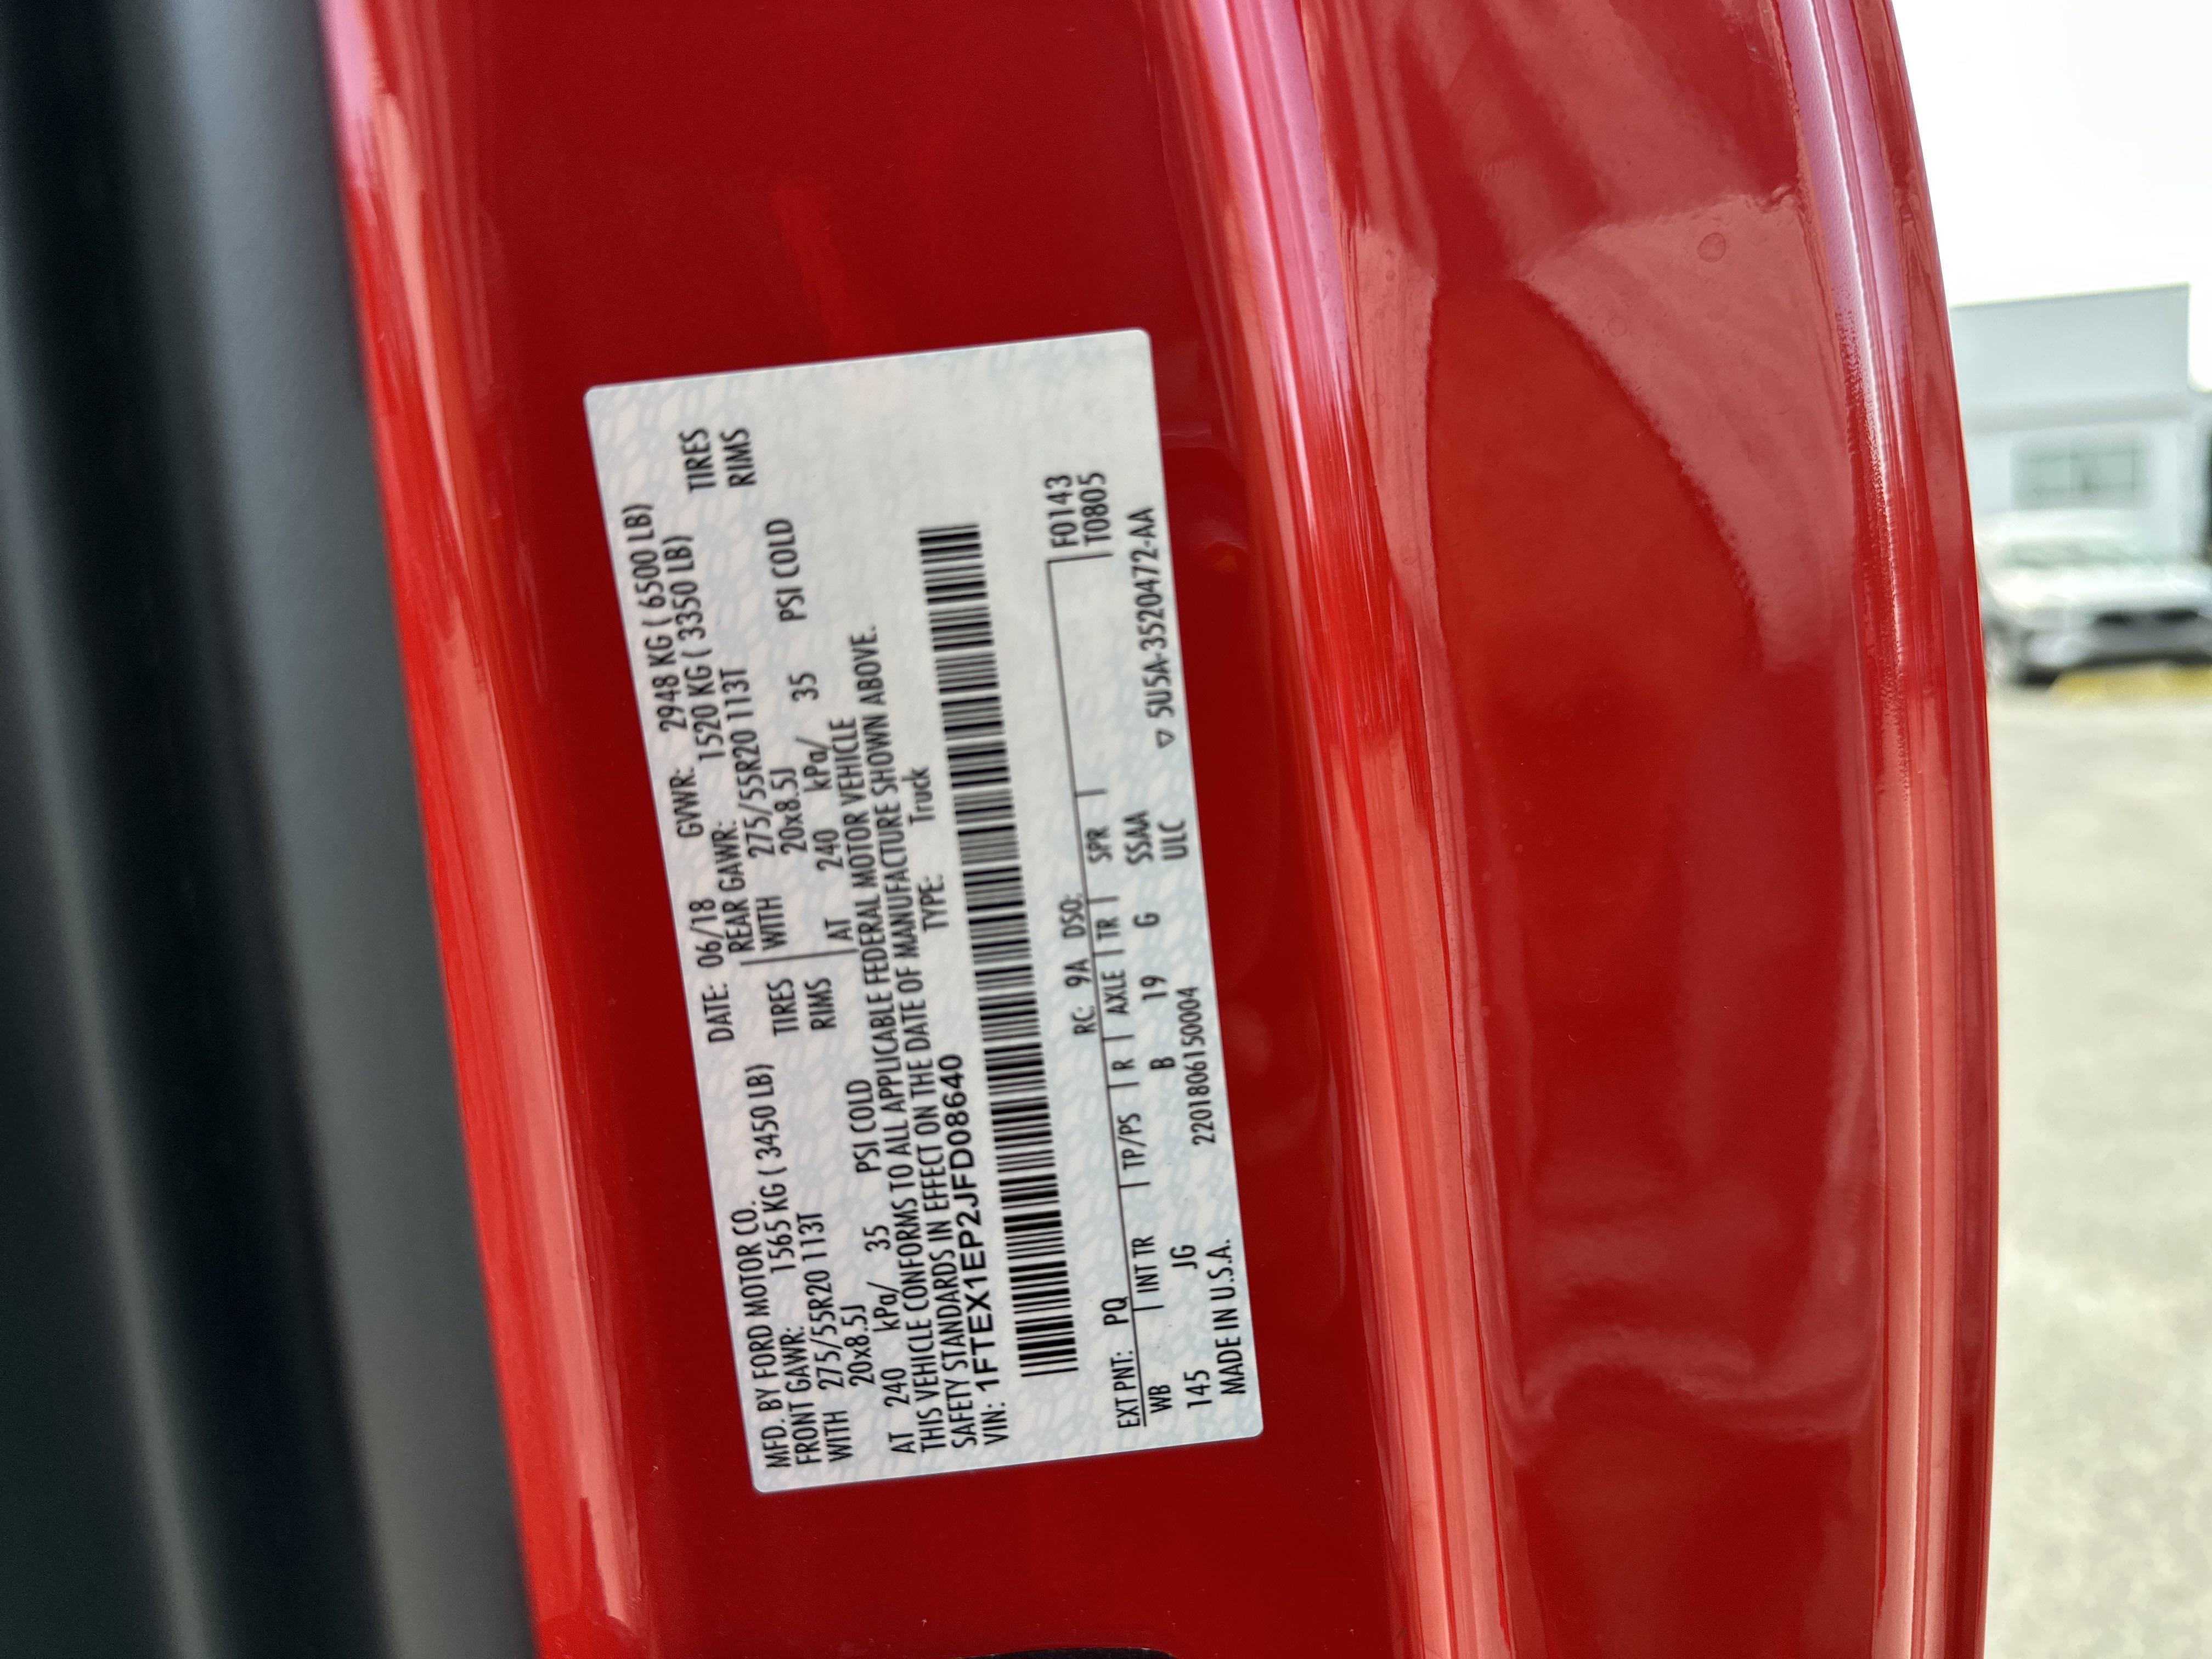 MFD. BY FORD MOTOR CO. DATE: 06/18 GVWR: 2948 KG ( 6500 LB)
FRONT GAWR: 1565 KG ( 3450 LB) REAR GAWR: 1520 KG ( 3350 LB)
WITH 275/55R20 113T TIRES WITH 275/55R20 113T TIRES
20x8.5J RIMS 20x8.5J RIMS
AT 240 kPa/ 35 PSI COLD AT 240 kPa/ 35 PSI COLD
THIS VEHICLE CONFORMS TO ALL APPLICABLE FEDERAL MOTOR VEHICLE
SAFETY STANDARDS IN EFFECT ON THE DATE OF MANUFACTURE SHOWN ABOVE.
VIN: 1FTEX1EP2JFD08640 TYPE: Truck
F0143
T0805
EXT PNT: PQ RC: 9A DSO:
WB INT TR TP/PS R AXLE TR SPR
145 JG B 19 G SSAA
MADE IN U.S.A. 2201806150004 ULC ▽ 5U5A-3520472-AA